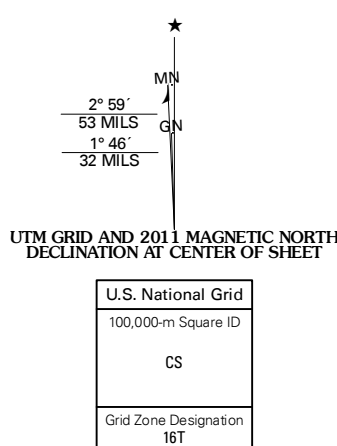 ★
MN
2° 59´
53 MILS
GN
1° 46´
32 MILS
UTM GRID AND 2011 MAGNETIC NORTH
DECLINATION AT CENTER OF SHEET
U.S. National Grid
100,000-m Square ID
CS
Grid Zone Designation
16T